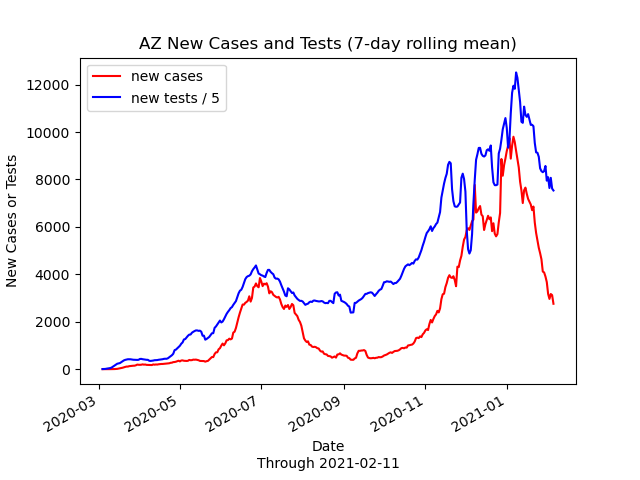 AZ New Cases and Tests (7-day rolling mean)
new cases
new tests / 5
New Cases or Tests
12000
10000
8000
6000
4000
2000
0
2020-03
2020-05
2020-07
2020-09
2020-11
2021-01
Date
Through 2021-02-11